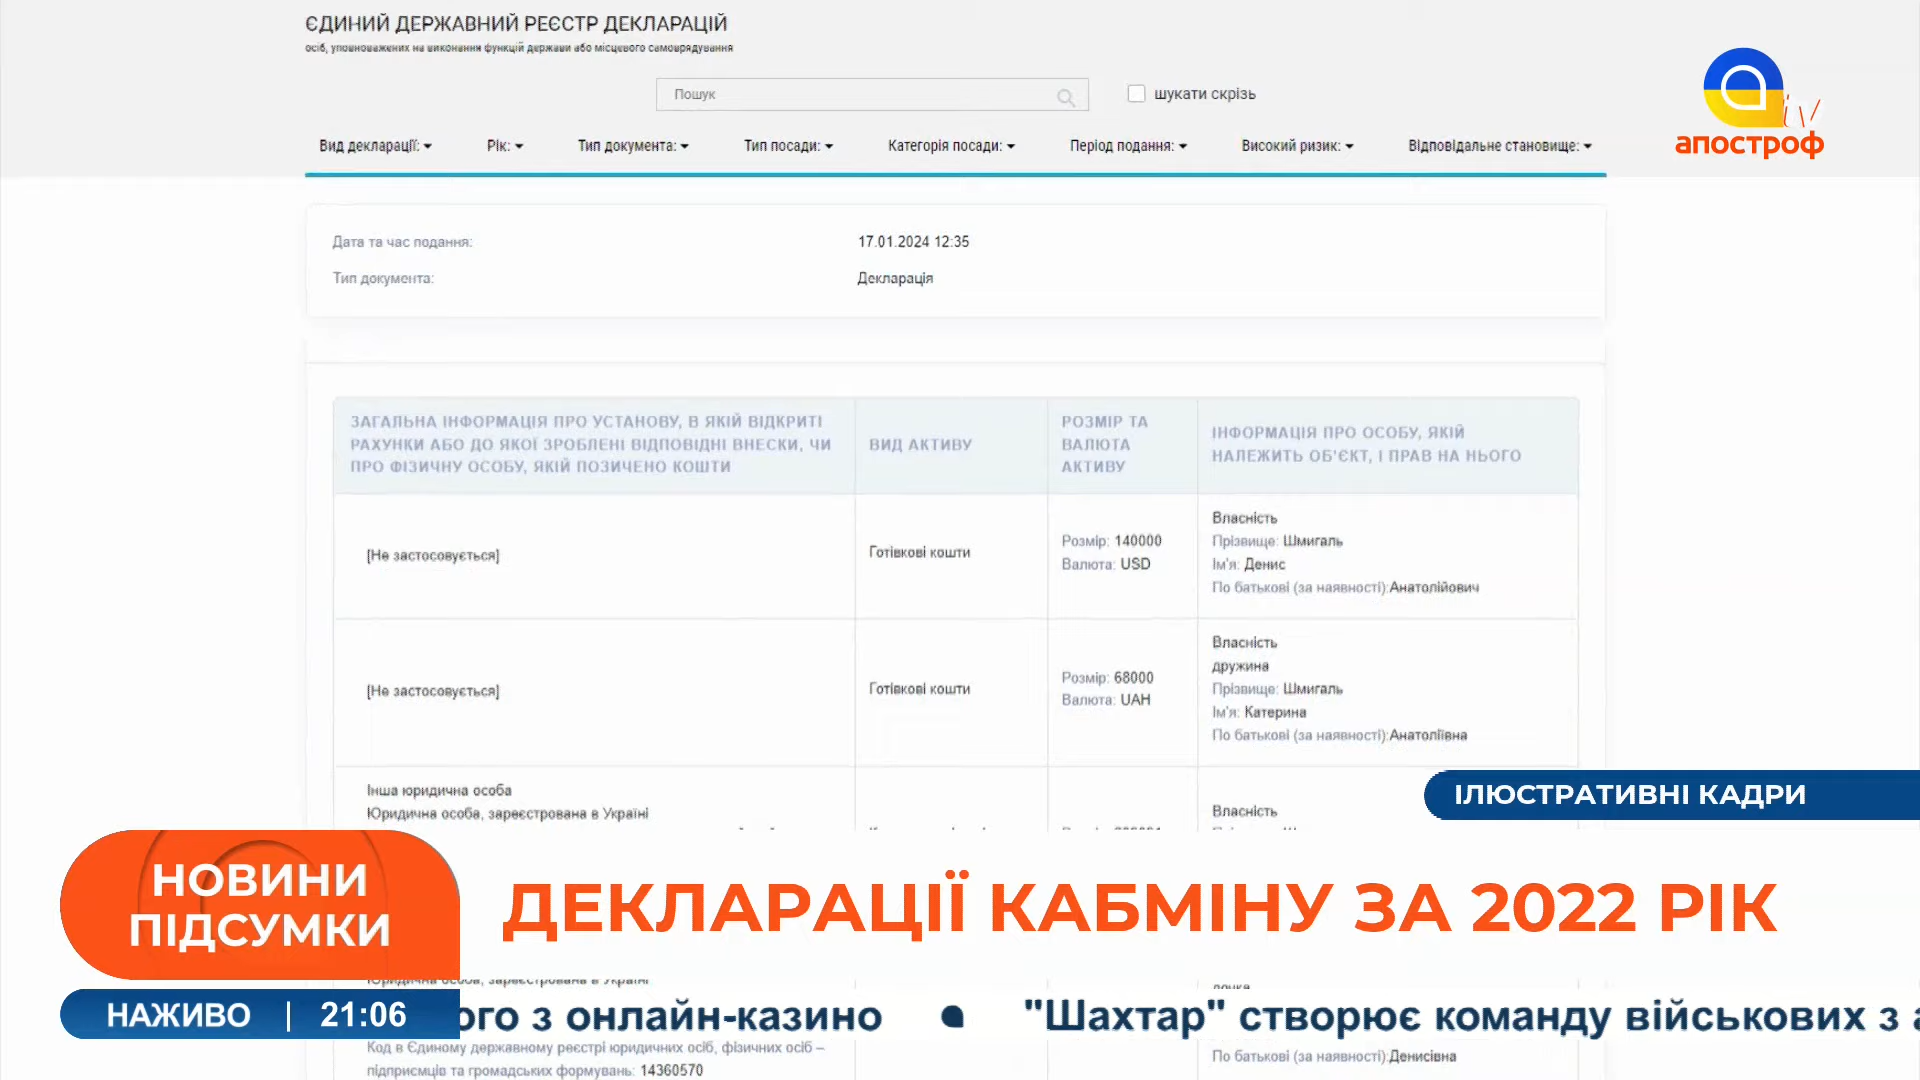 ЄДИНИЙ ДЕРЖАВНИЙ РЕЄСТР ДЕКЛАРАЦІЙ
осіб, уповноважених на виконання функцій держави або місцевого самоврядування
Пошук
шукати скрізь
Вид декларації: Рік: Тип документа: Тип посади: Категорія посади: Період подання: Високий ризик: Відповідальне становище:
апостроф
tv
Дата та час подання: 17.01.2024 12:35
Тип документа: Декларація
ЗАГАЛЬНА ІНФОРМАЦІЯ ПРО УСТАНОВУ, В ЯКІЙ ВІДКРИТІ
РАХУНКИ АБО ДО ЯКОЇ ЗРОБЛЕНІ ВІДПОВІДНІ ВНЕСКИ, ЧИ
ПРО ФІЗИЧНУ ОСОБУ, ЯКІЙ ПОЗИЧЕНО КОШТИ
ВИД АКТИВУ
РОЗМІР ТА
ВАЛЮТА
АКТИВУ
ІНФОРМАЦІЯ ПРО ОСОБУ, ЯКІЙ
НАЛЕЖИТЬ ОБ'ЄКТ, І ПРАВ НА НЬОГО
[Не застосовується]
Готівкові кошти
Розмір: 140000
Валюта: USD
Власність
Прізвище: Шмигаль
Ім'я: Денис
По батькові (за наявності):Анатолійович
[Не застосовується]
Готівкові кошти
Розмір: 68000
Валюта: UAH
Власність
дружина
Прізвище: Шмигаль
Ім'я: Катерина
По батькові (за наявності):Анатоліївна
Інша юридична особа
Юридична особа, зареєстрована в Україні
Власність
ІЛЮСТРАТИВНІ КАДРИ
НОВИНИ
ПІДСУМКИ
ДЕКЛАРАЦІЇ КАБМІНУ ЗА 2022 РІК
Юридична особа, зареєстрована в Україні
дочка
НАЖИВО | 21:06
ого з онлайн-казино "Шахтар" створює команду військових з а
Код в Єдиному державному реєстрі юридичних осіб, фізичних осіб –
підприємців та громадських формувань: 14360570
По батькові (за наявності):Денисівна